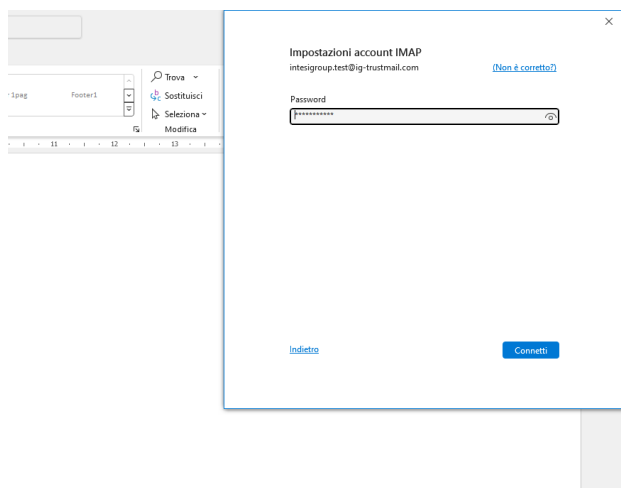 Trova
Sostituisci
Seleziona
Modifica
1pag
Footer1
11 12 13
Impostazioni account IMAP
intesigroup.test@ig-trustmail.com
(Non è corretto?)
Password
***********
Indietro
Connetti